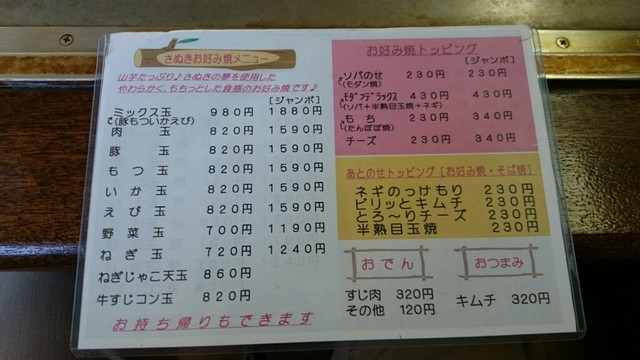 さぬきお好み焼メニュー
山芋たっぷり♪さぬきの夢を使用した
やわらかく、もちっとした食感のお好み焼です♪
[ジャンボ]
ミックス玉 980円 1880円
(豚もついかえび)
肉 玉 820円 1590円
豚 玉 820円 1590円
もつ玉 820円 1590円
いか玉 820円 1590円
えび玉 820円 1590円
野菜玉 700円 1190円
ねぎ玉 720円 1240円
ねぎじゃこ天玉 860円
牛すじコン玉 820円
お持ち帰りもできます
お好み焼トッピング
[ジャンボ]
ソバのせ 230円 230円
(モダン焼)
モダンデラックス 430円 430円
(ソバ+半熟目玉焼+ネギ)
もち 230円 340円
(たんぽぽ焼)
チーズ 230円 340円
あとのせトッピング [お好み焼・そば焼]
ネギのっけもり 230円
ピリッとキムチ 230円
とろ~りチーズ 230円
半熟目玉焼 230円
おでん
すじ肉 320円
その他 120円
おつまみ
キムチ 320円